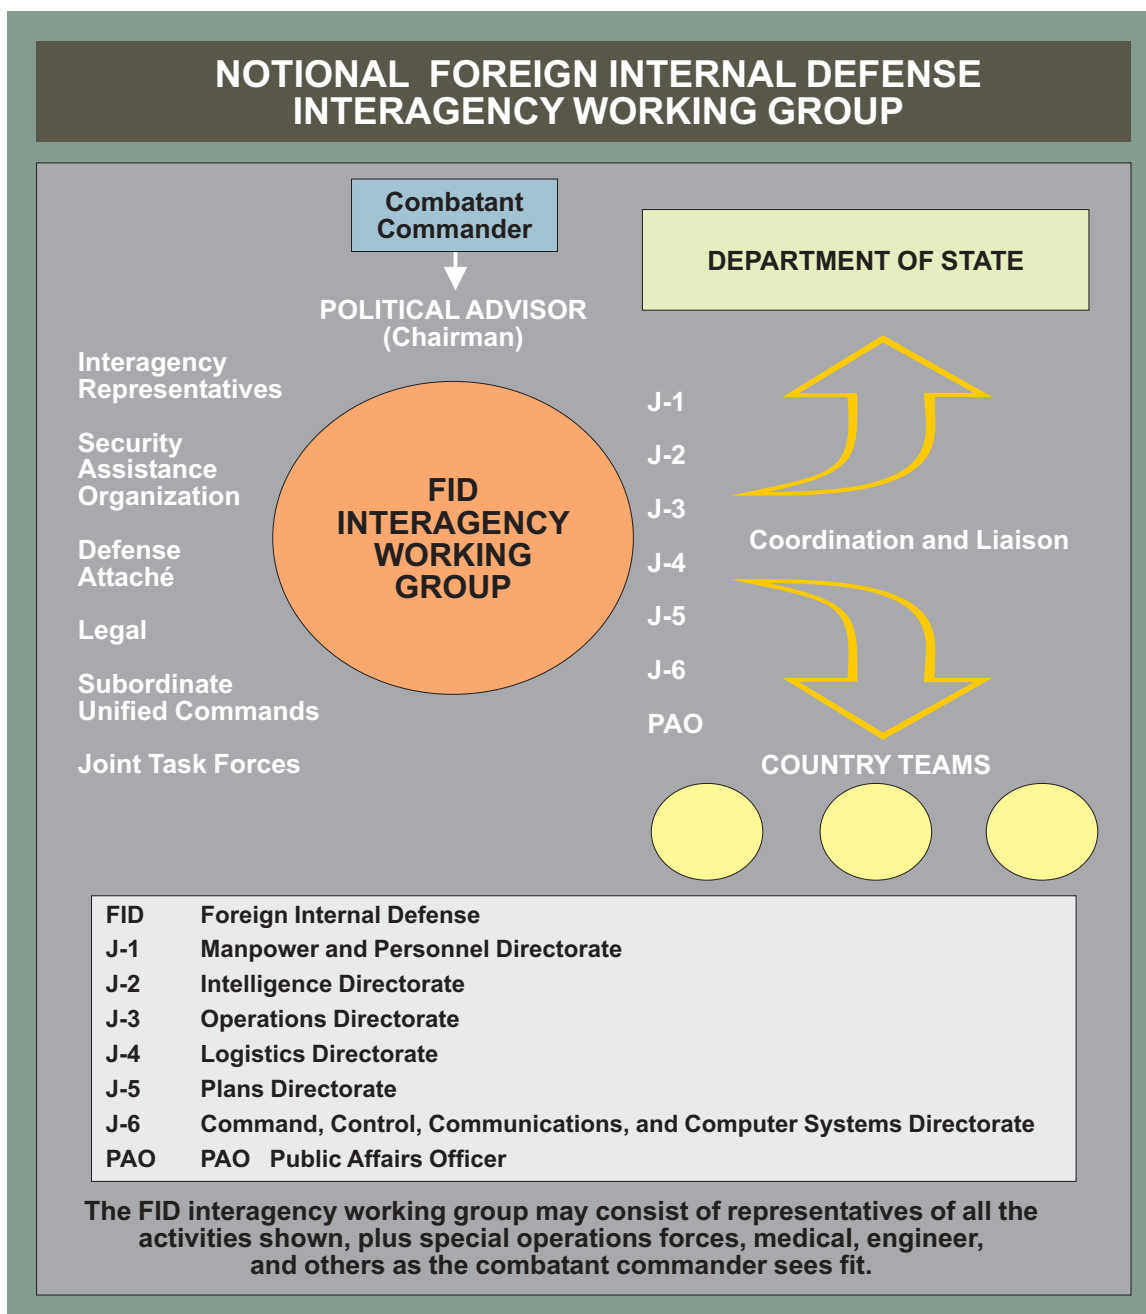 NOTIONAL FOREIGN INTERNAL DEFENSE
INTERAGENCY WORKING GROUP
Combatant
Commander
POLITICAL ADVISOR
(Chairman)
DEPARTMENT OF STATE
Interagency
Representatives
Security
Assistance
Organization
Defense
Attaché
Legal
Subordinate
Unified Commands
Joint Task Forces
FID
INTERAGENCY
WORKING
GROUP
J-1
J-2
J-3
J-4
J-5
J-6
PAO
Coordination and Liaison
COUNTRY TEAMS
FID Foreign Internal Defense
J-1 Manpower and Personnel Directorate
J-2 Intelligence Directorate
J-3 Operations Directorate
J-4 Logistics Directorate
J-5 Plans Directorate
J-6 Command, Control, Communications, and Computer Systems Directorate
PAO PAO Public Affairs Officer
The FID interagency working group may consist of representatives of all the
activities shown, plus special operations forces, medical, engineer,
and others as the combatant commander sees fit.